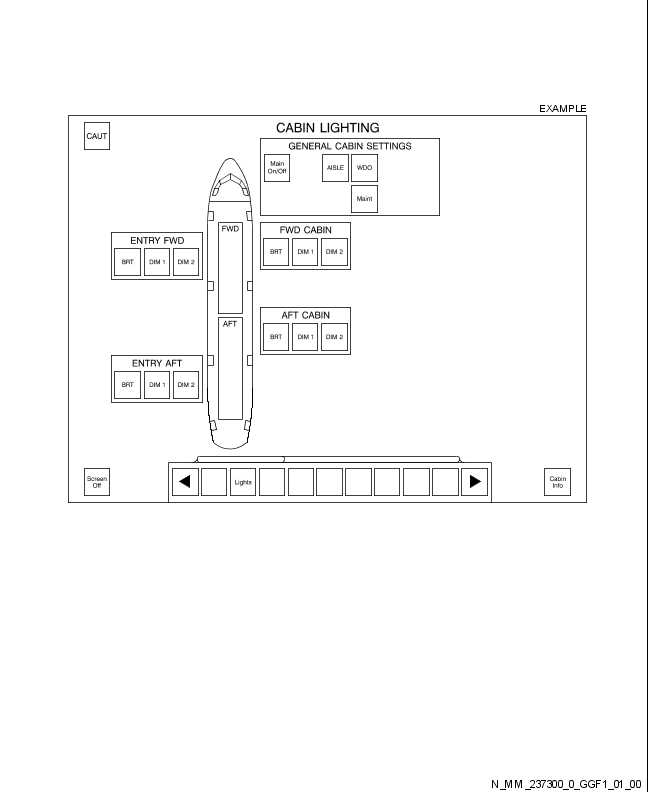 EXAMPLE
CAUT
CABIN LIGHTING
GENERAL CABIN SETTINGS
Main
On/Off
AISLE
WDO
Maint
ENTRY FWD
BRT
DIM 1
DIM 2
FWD
FWD CABIN
BRT
DIM 1
DIM 2
AFT
AFT CABIN
BRT
DIM 1
DIM 2
ENTRY AFT
BRT
DIM 1
DIM 2
Screen
Off
Lights
Cabin
Info
N_MM_237300_0_GGF1_01_00